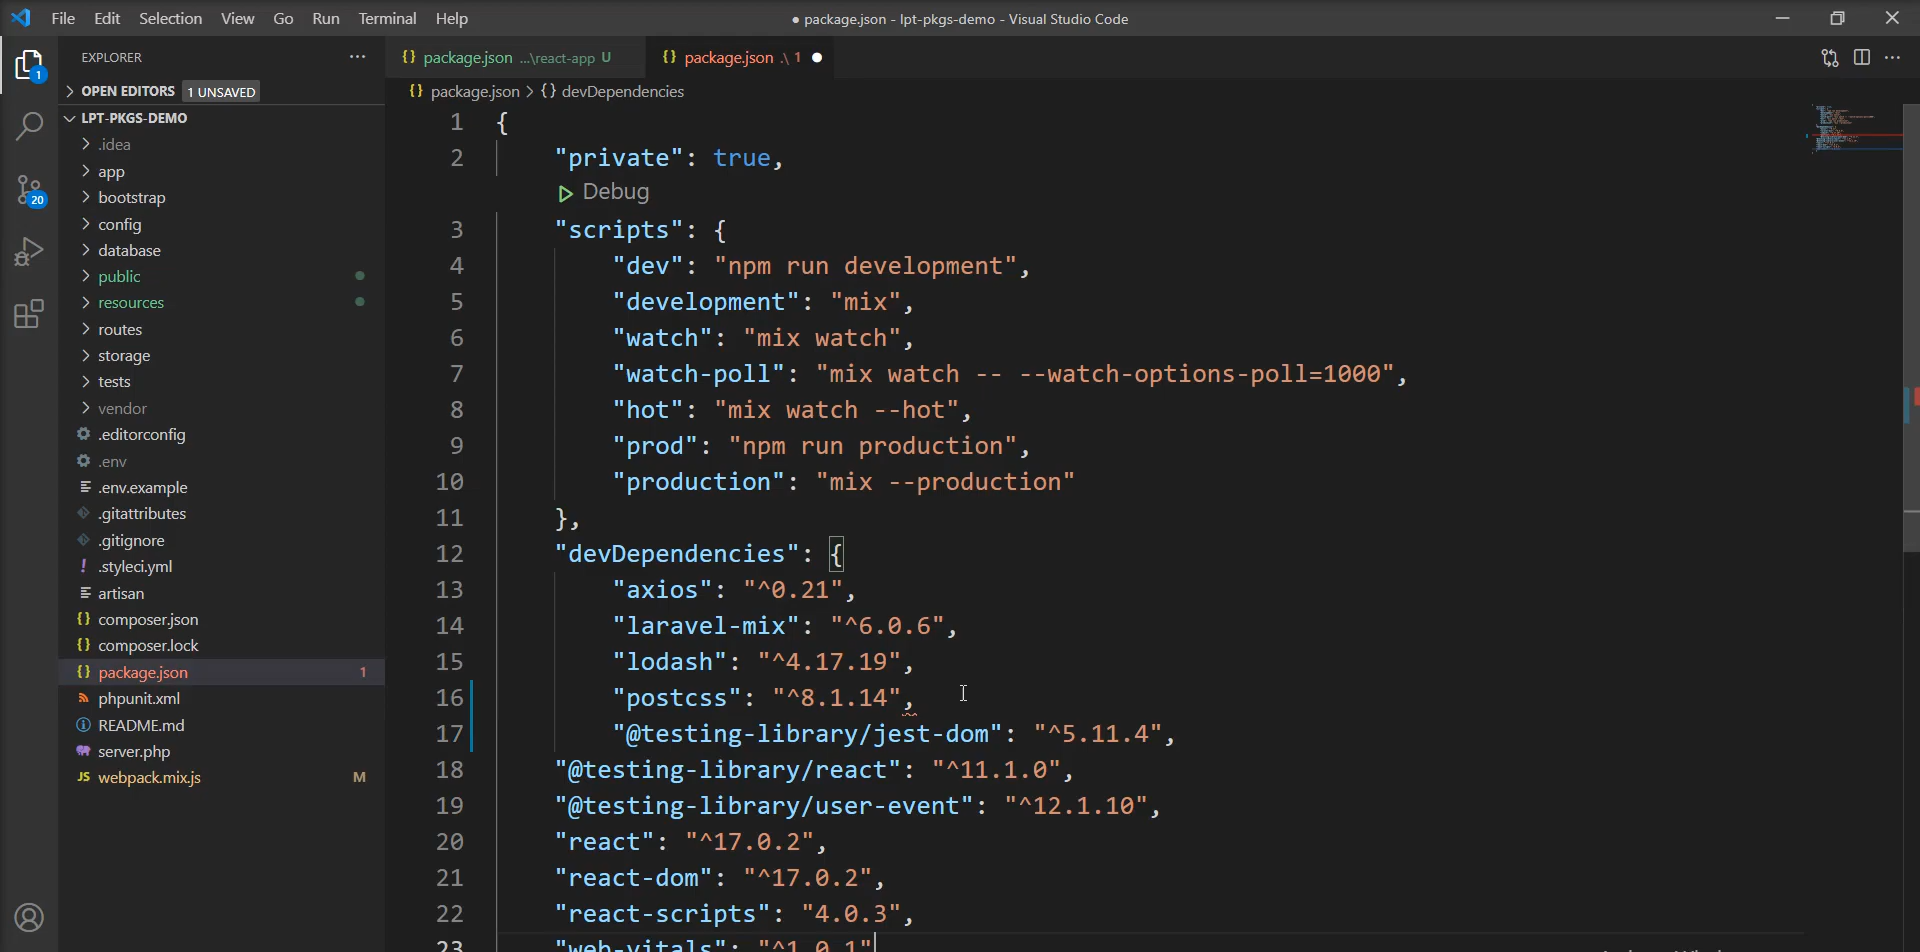 File Edit Selection View Go Run Terminal Help
● package.json - lpt-pkgs-demo - Visual Studio Code
EXPLORER
OPEN EDITORS 1 UNSAVED
LPT-PKGS-DEMO
.idea
app
bootstrap
config
database
public
resources
routes
storage
tests
vendor
.editorconfig
.env
.env.example
.gitattributes
.gitignore
.styleci.yml
artisan
composer.json
composer.lock
package.json 1
phpunit.xml
README.md
server.php
JS webpack.mix.js M
1
20
{} package.json ...\react-app U
{} package.json .\ 1 ●
{} package.json > {} devDependencies
1 {
2 "private": true,
Debug
3 "scripts": {
4 "dev": "npm run development",
5 "development": "mix",
6 "watch": "mix watch",
7 "watch-poll": "mix watch -- --watch-options-poll=1000",
8 "hot": "mix watch --hot",
9 "prod": "npm run production",
10 "production": "mix --production"
11 },
12 "devDependencies": {
13 "axios": "^0.21",
14 "laravel-mix": "^6.0.6",
15 "lodash": "^4.17.19",
16 "postcss": "^8.1.14",
17 "@testing-library/jest-dom": "^5.11.4",
18 "@testing-library/react": "^11.1.0",
19 "@testing-library/user-event": "^12.1.10",
20 "react": "^17.0.2",
21 "react-dom": "^17.0.2",
22 "react-scripts": "4.0.3",
23 "web-vitals": "^1.0.1"